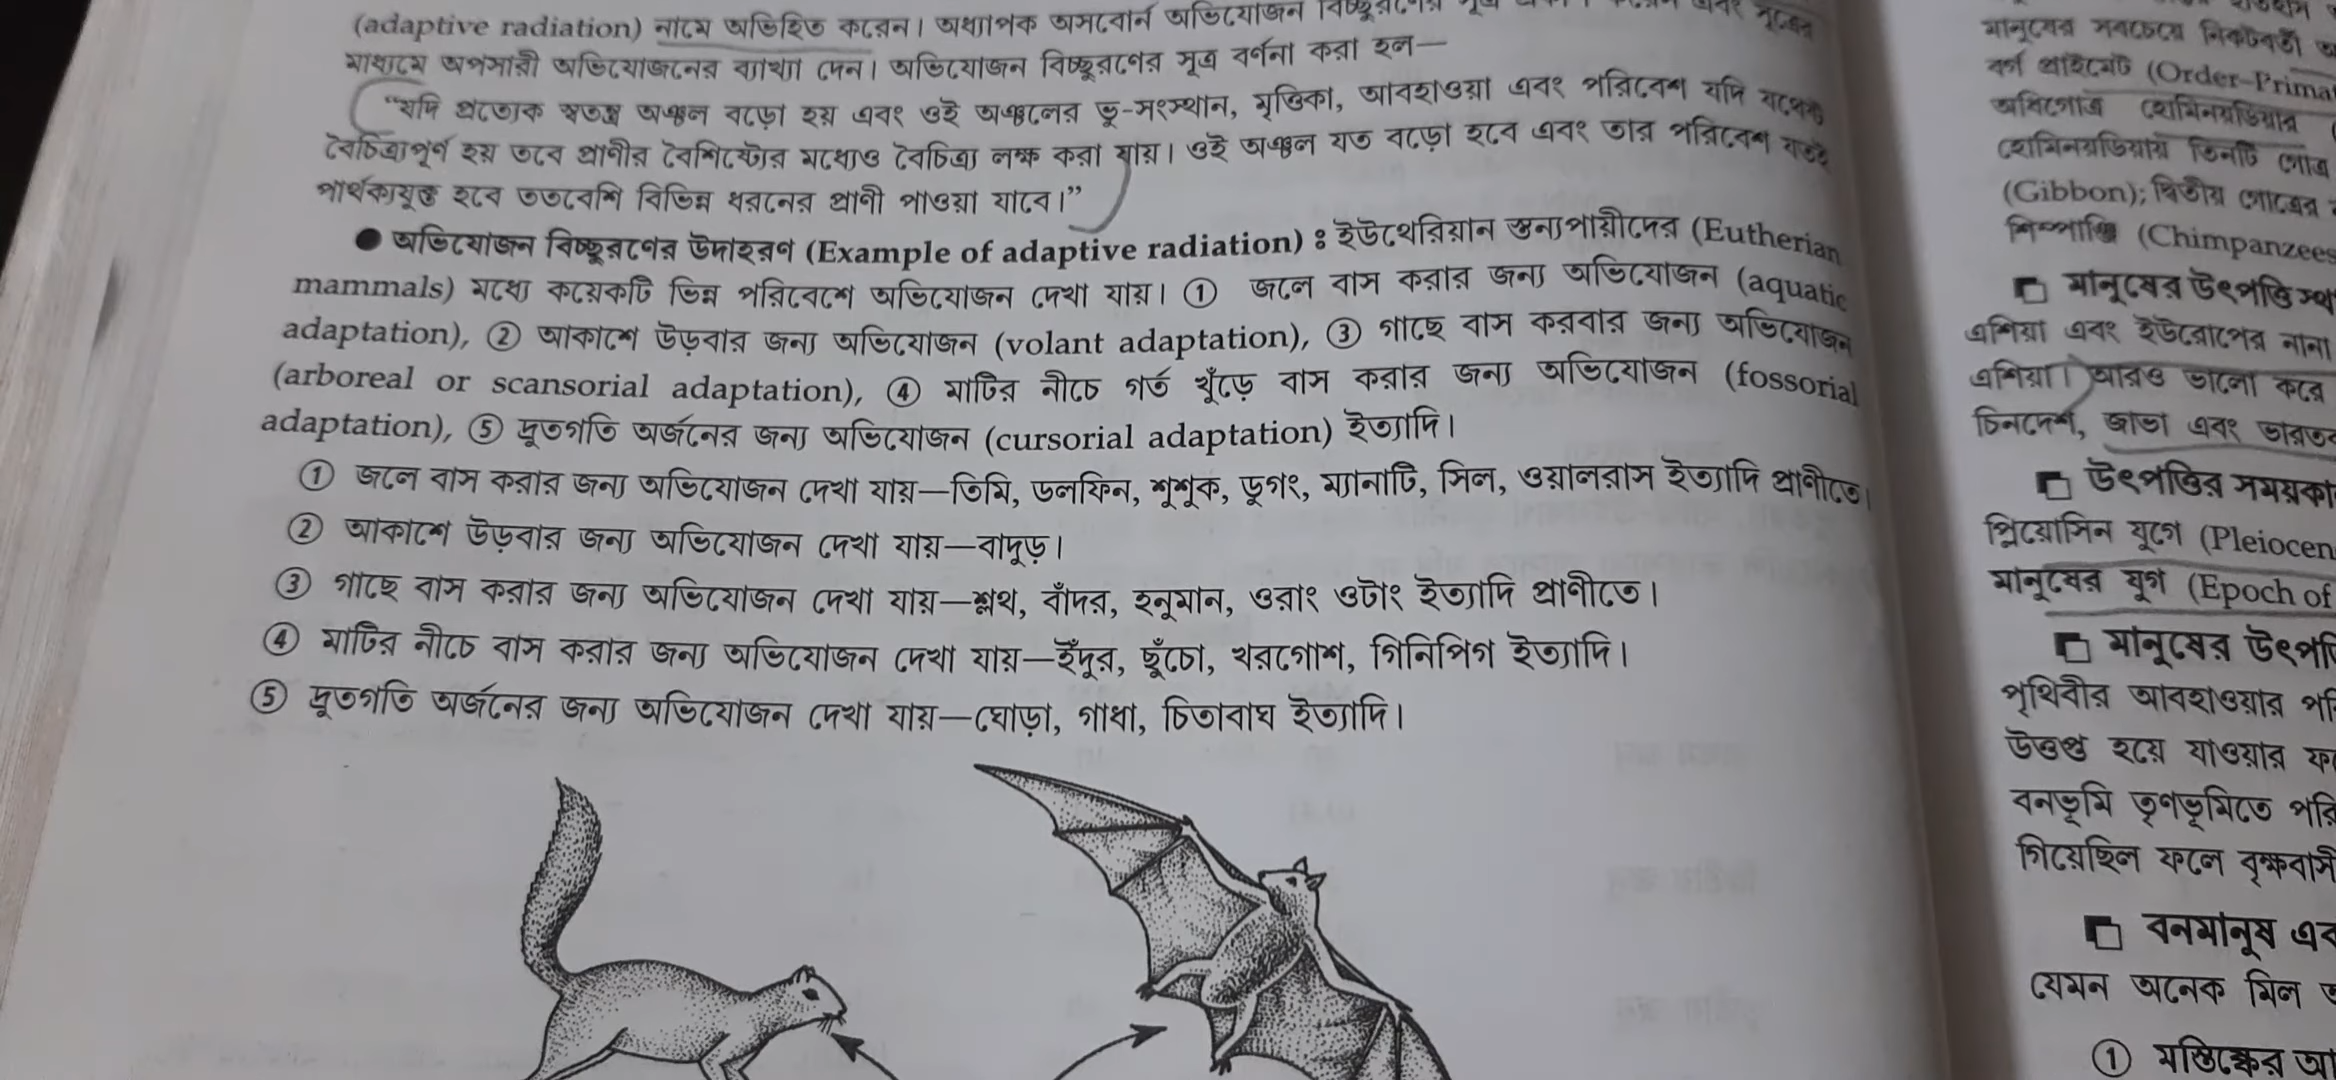 (adaptive radiation) নামে অভিহিত করেন। অধ্যাপক অসবোর্ন অভিযোজন বিচ্ছুরণের সূত্র
মাধ্যমে অপসারী অভিযোজনের ব্যাখ্যা দেন। অভিযোজন বিচ্ছুরণের সূত্র বর্ণনা করা হল—
“যদি প্রত্যেক স্বতন্ত্র অঞ্চল বড়ো হয় এবং ওই অঞ্চলের ভূ-সংস্থান, মৃত্তিকা, আবহাওয়া এবং পরিবেশ যদি যথেষ্ট
বৈচিত্র্যপূর্ণ হয় তবে প্রাণীর বৈশিষ্ট্যের মধ্যেও বৈচিত্র্য লক্ষ করা যায়। ওই অঞ্চল যত বড়ো হবে এবং তার পরিবেশ যতই
পার্থক্যযুক্ত হবে ততবেশি বিভিন্ন ধরনের প্রাণী পাওয়া যাবে।”
● অভিযোজন বিচ্ছুরণের উদাহরণ (Example of adaptive radiation) : ইউথেরিয়ান স্তন্যপায়ীদের (Eutherian
mammals) মধ্যে কয়েকটি ভিন্ন পরিবেশে অভিযোজন দেখা যায়। ① জলে বাস করার জন্য অভিযোজন (aquatic
adaptation), ② আকাশে উড়বার জন্য অভিযোজন (volant adaptation), ③ গাছে বাস করবার জন্য অভিযোজন
(arboreal or scansorial adaptation), ④ মাটির নীচে গর্ত খুঁড়ে বাস করার জন্য অভিযোজন (fossorial
adaptation), ⑤ দ্রুতগতি অর্জনের জন্য অভিযোজন (cursorial adaptation) ইত্যাদি।
① জলে বাস করার জন্য অভিযোজন দেখা যায়—তিমি, ডলফিন, শুশুক, ডুগং, ম্যানাটি, সিল, ওয়ালরাস ইত্যাদি প্রাণীতে।
② আকাশে উড়বার জন্য অভিযোজন দেখা যায়—বাদুড়।
③ গাছে বাস করার জন্য অভিযোজন দেখা যায়—শ্লথ, বাঁদর, হনুমান, ওরাং ওটাং ইত্যাদি প্রাণীতে।
④ মাটির নীচে বাস করার জন্য অভিযোজন দেখা যায়—ইঁদুর, ছুঁচো, খরগোশ, গিনিপিগ ইত্যাদি।
⑤ দ্রুতগতি অর্জনের জন্য অভিযোজন দেখা যায়—ঘোড়া, গাধা, চিতাবাঘ ইত্যাদি।
মানুষের সবচেয়ে নিকটবর্তী
বর্গ প্রাইমেট (Order-Prima
অধিগোত্র হোমিনয়ডিয়ার
হোমিনয়ডিয়ায় তিনটি গোত্র
(Gibbon); দ্বিতীয় গোত্রের
শিম্পাঞ্জি (Chimpanzees
□ মানুষের উৎপত্তি স্থ
এশিয়া এবং ইউরোপের নানা
এশিয়া। আরও ভালো করে
চিনদেশ, জাভা এবং ভারত
□ উৎপত্তির সময়কা
প্লিয়োসিন যুগে (Pleiocen
মানুষের যুগ (Epoch of
□ মানুষের উৎপত্তি
পৃথিবীর আবহাওয়ার পরি
উত্তপ্ত হয়ে যাওয়ার ফ
বনভূমি তৃণভূমিতে পরি
গিয়েছিল ফলে বৃক্ষবাসী
□ বনমানুষ এব
যেমন অনেক মিল
① মস্তিষ্কের আ